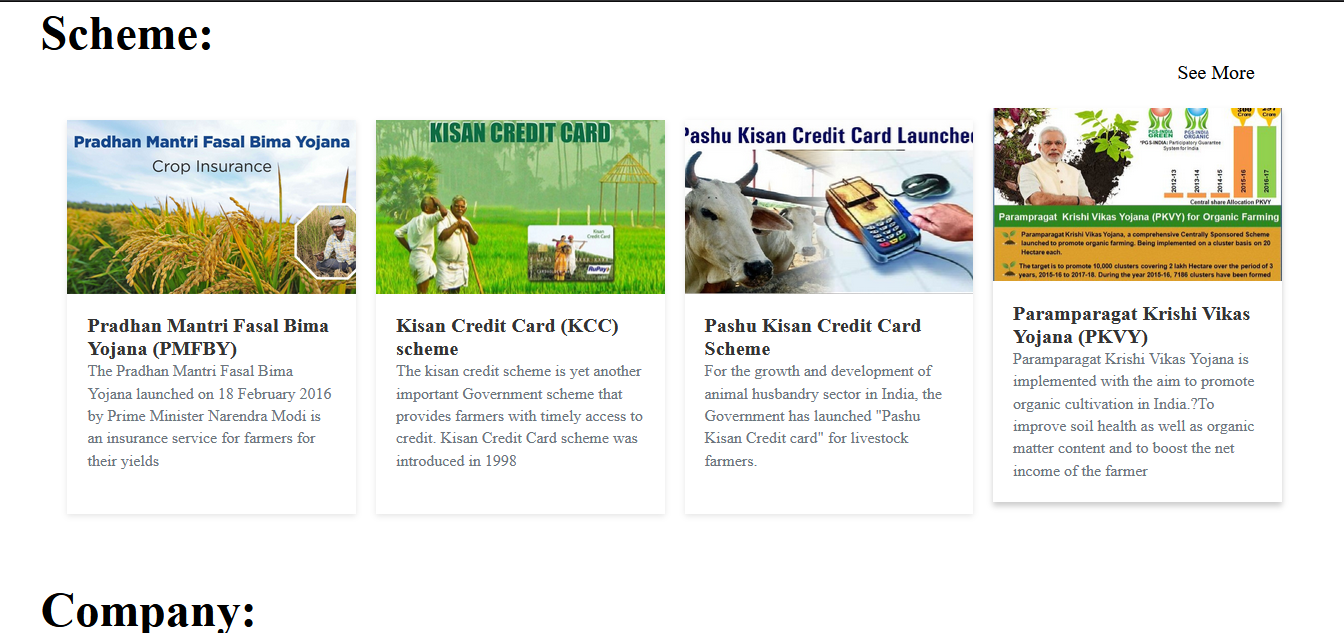 Scheme:
See More
Pradhan Mantri Fasal Bima Yojana
Crop Insurance
Pradhan Mantri Fasal Bima
Yojana (PMFBY)
The Pradhan Mantri Fasal Bima
Yojana launched on 18 February 2016
by Prime Minister Narendra Modi is
an insurance service for farmers for
their yields
KISAN CREDIT CARD
Kisan
Credit Card
RuPay
Kisan Credit Card (KCC)
scheme
The kisan credit scheme is yet another
important Government scheme that
provides farmers with timely access to
credit. Kisan Credit Card scheme was
introduced in 1998
Pashu Kisan Credit Card Launched
Pashu Kisan Credit Card
Scheme
For the growth and development of
animal husbandry sector in India, the
Government has launched "Pashu
Kisan Credit card" for livestock
farmers.
Crore
Crore
PGS-INDIA
GREEN
PGS-INDIA
ORGANIC
"PGS-INDIA: Participatory Guarantee
System for India
2012-13
2013-14
2014-15
2015-16
2016-17
Central share Allocation PKVY
Parampragat Krishi Vikas Yojana (PKVY) for Organic Farming
Paramparagat Krishi Vikas Yojana, a comprehensive Centrally Sponsored Scheme
launched to promote organic farming. Being implemented on a cluster basis on 20
Hectare each.
The target is to promote 10,000 clusters covering 2 lakh Hectare over the period of 3
years, 2015-16 to 2017-18. During the year 2015-16, 7186 clusters have been formed
Paramparagat Krishi Vikas
Yojana (PKVY)
Paramparagat Krishi Vikas Yojana is
implemented with the aim to promote
organic cultivation in India.?To
improve soil health as well as organic
matter content and to boost the net
income of the farmer
Company: